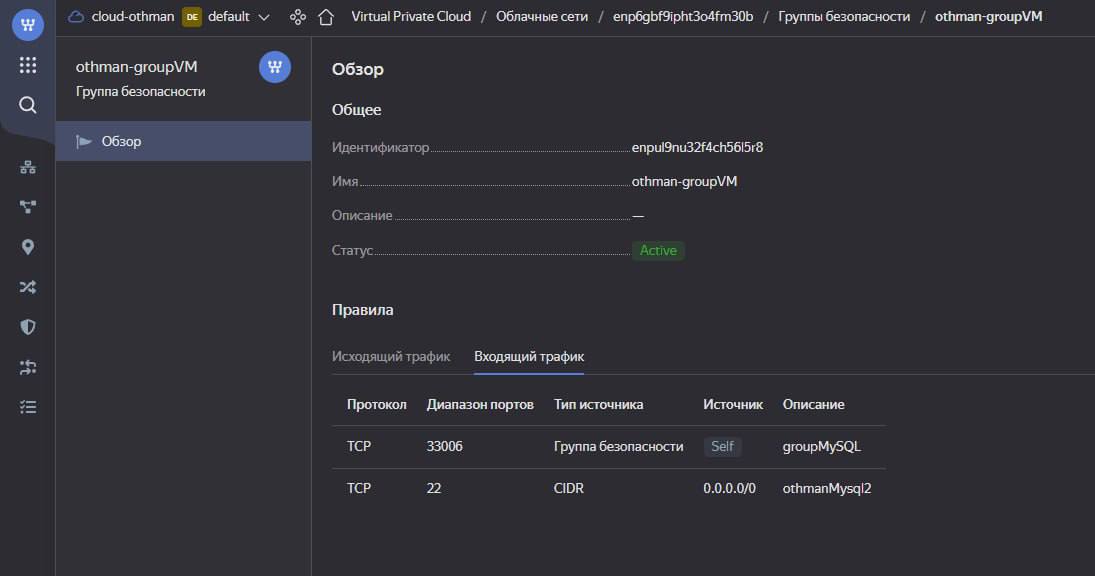 cloud-othman DE default Virtual Private Cloud / Облачные сети / enp6gbf9ipht3o4fm30b / Группы безопасности / othman-groupVM
othman-groupVM
Группа безопасности
Обзор
Обзор
Общее
Идентификатор enpul9nu32f4ch56l5r8
Имя othman-groupVM
Описание —
Статус Active
Правила
Исходящий трафик Входящий трафик
Протокол Диапазон портов Тип источника Источник Описание
TCP 33006 Группа безопасности Self groupMySQL
TCP 22 CIDR 0.0.0.0/0 othmanMysql2